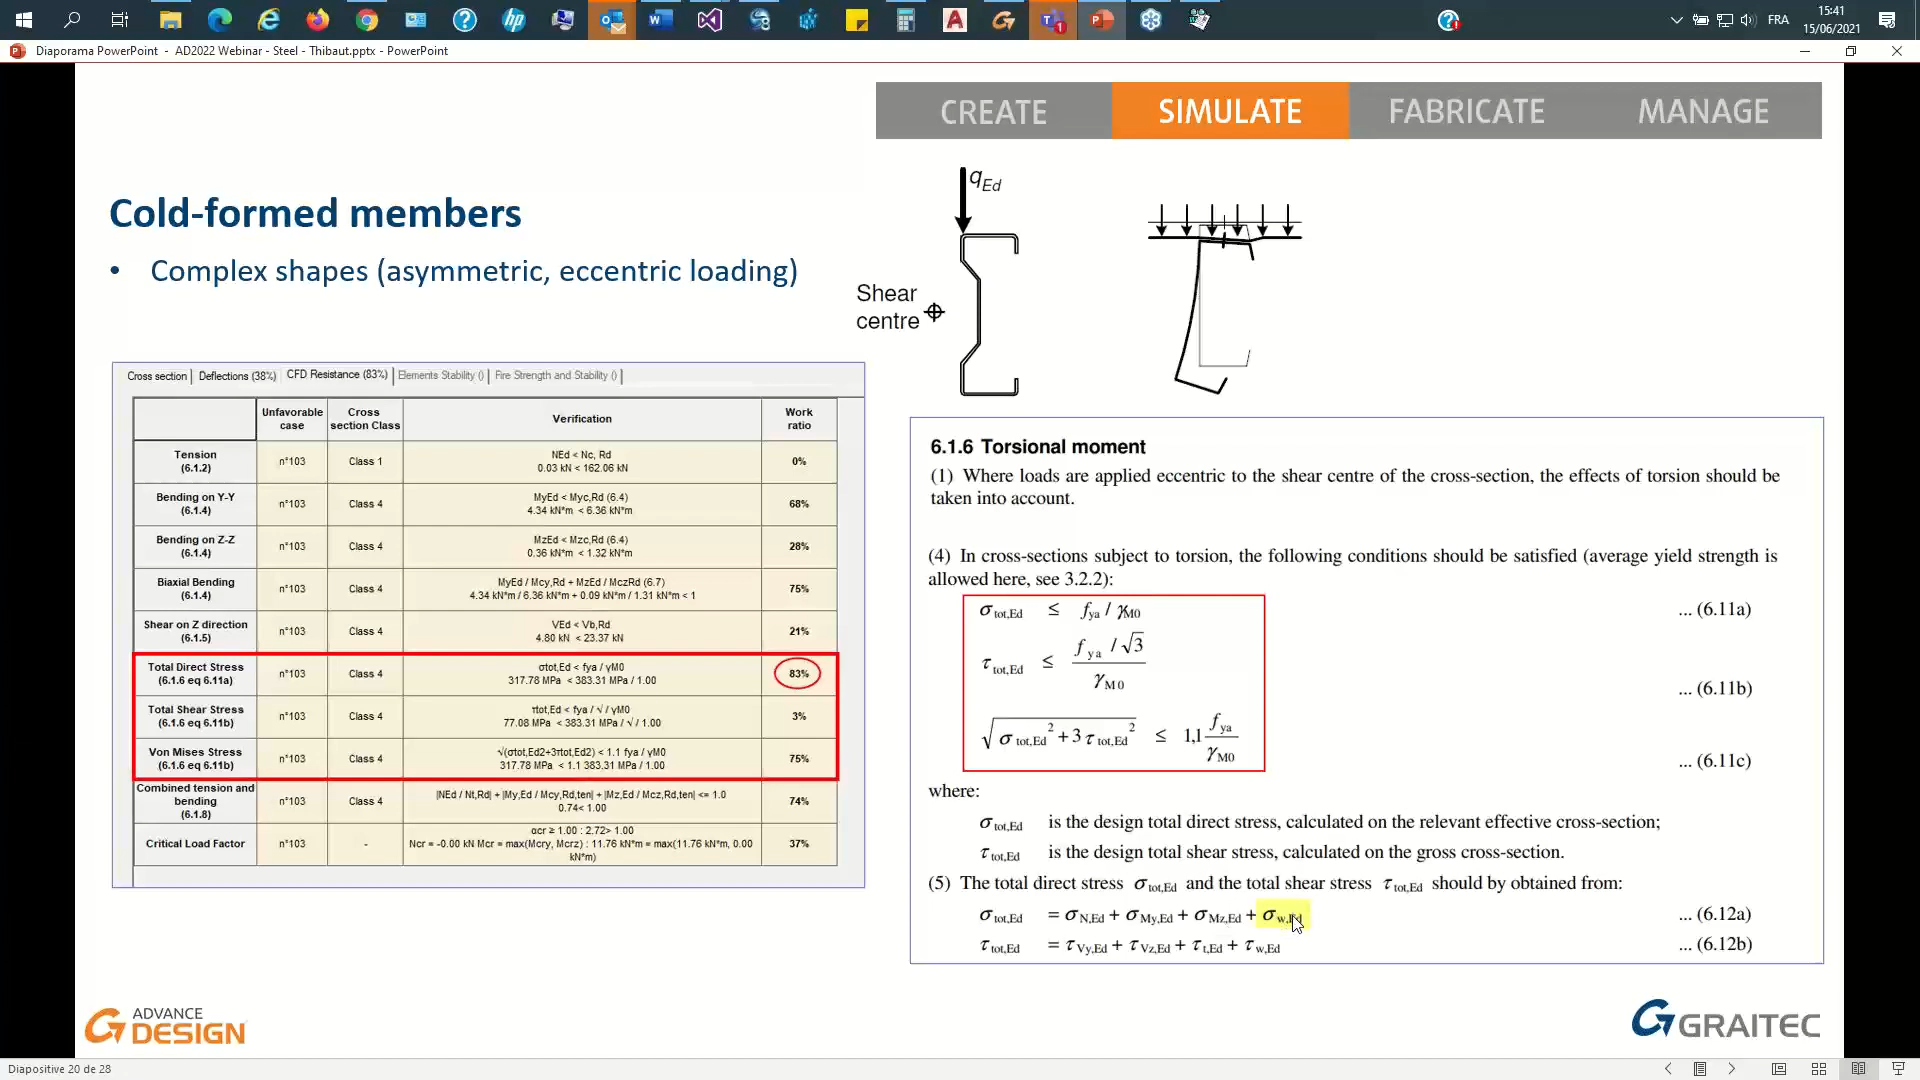 15:41
FRA
15/06/2021
Diaporama PowerPoint - AD2022 Webinar - Steel - Thibaut.pptx - PowerPoint
CREATE SIMULATE FABRICATE MANAGE
Cold-formed members
• Complex shapes (asymmetric, eccentric loading)
qEd
Shear
centre
Cross section | Deflections (38%) | CFD Resistance (83%) | Elements Stability () | Fire Strength and Stability () |
Unfavorable case Cross section Class Verification Work ratio
Tension (6.1.2) n°103 Class 1 NEd < Nc, Rd 0%
0.03 kN < 162.06 kN
Bending on Y-Y (6.1.4) n°103 Class 4 MyEd < Myc,Rd (6.4) 68%
4.34 kN*m < 6.36 kN*m
Bending on Z-Z (6.1.4) n°103 Class 4 MzEd < Mzc,Rd (6.4) 28%
0.36 kN*m < 1.32 kN*m
Biaxial Bending (6.1.4) n°103 Class 4 MyEd / Mcy,Rd + MzEd / MczRd (6.7) 75%
4.34 kN*m / 6.36 kN*m + 0.09 kN*m / 1.31 kN*m < 1
Shear on Z direction (6.1.5) n°103 Class 4 VEd < Vb,Rd 21%
4.80 kN < 23.37 kN
Total Direct Stress (6.1.6 eq 6.11a) n°103 Class 4 σtot,Ed < fya / γM0 83%
317.78 MPa < 383.31 MPa / 1.00
Total Shear Stress (6.1.6 eq 6.11b) n°103 Class 4 τtot,Ed < fya / √ / γM0 3%
77.08 MPa < 383.31 MPa / √ / 1.00
Von Mises Stress (6.1.6 eq 6.11b) n°103 Class 4 √(σtot,Ed2+3τtot,Ed2) < 1.1 fya / γM0 75%
317.78 MPa < 1.1 383,31 MPa / 1.00
Combined tension and bending (6.1.8) n°103 Class 4 |NEd / Nt,Rd| + |My,Ed / Mcy,Rd,ten| + |Mz,Ed / Mcz,Rd,ten| <= 1.0 74%
0.74< 1.00
Critical Load Factor n°103 - αcr ≥ 1.00 : 2.72> 1.00 37%
Ncr = -0.00 kN Mcr = max(Mcry, Mcrz) : 11.76 kN*m = max(11.76 kN*m, 0.00 kN*m)
6.1.6 Torsional moment
(1) Where loads are applied eccentric to the shear centre of the cross-section, the effects of torsion should be
taken into account.
(4) In cross-sections subject to torsion, the following conditions should be satisfied (average yield strength is
allowed here, see 3.2.2):
σ tot,Ed ≤ fya / γM0 ... (6.11a)
τ tot,Ed ≤ (fya / √3) / γM0 ... (6.11b)
√(σ tot,Ed² + 3 τ tot,Ed²) ≤ 1,1 fya / γM0 ... (6.11c)
where:
σ tot,Ed is the design total direct stress, calculated on the relevant effective cross-section;
τ tot,Ed is the design total shear stress, calculated on the gross cross-section.
(5) The total direct stress σ tot,Ed and the total shear stress τ tot,Ed should by obtained from:
σ tot,Ed = σ N,Ed + σ My,Ed + σ Mz,Ed + σ w,Ed ... (6.12a)
τ tot,Ed = τ Vy,Ed + τ Vz,Ed + τ t,Ed + τ w,Ed ... (6.12b)
ADVANCE
DESIGN
GRAITEC
Diapositive 20 de 28